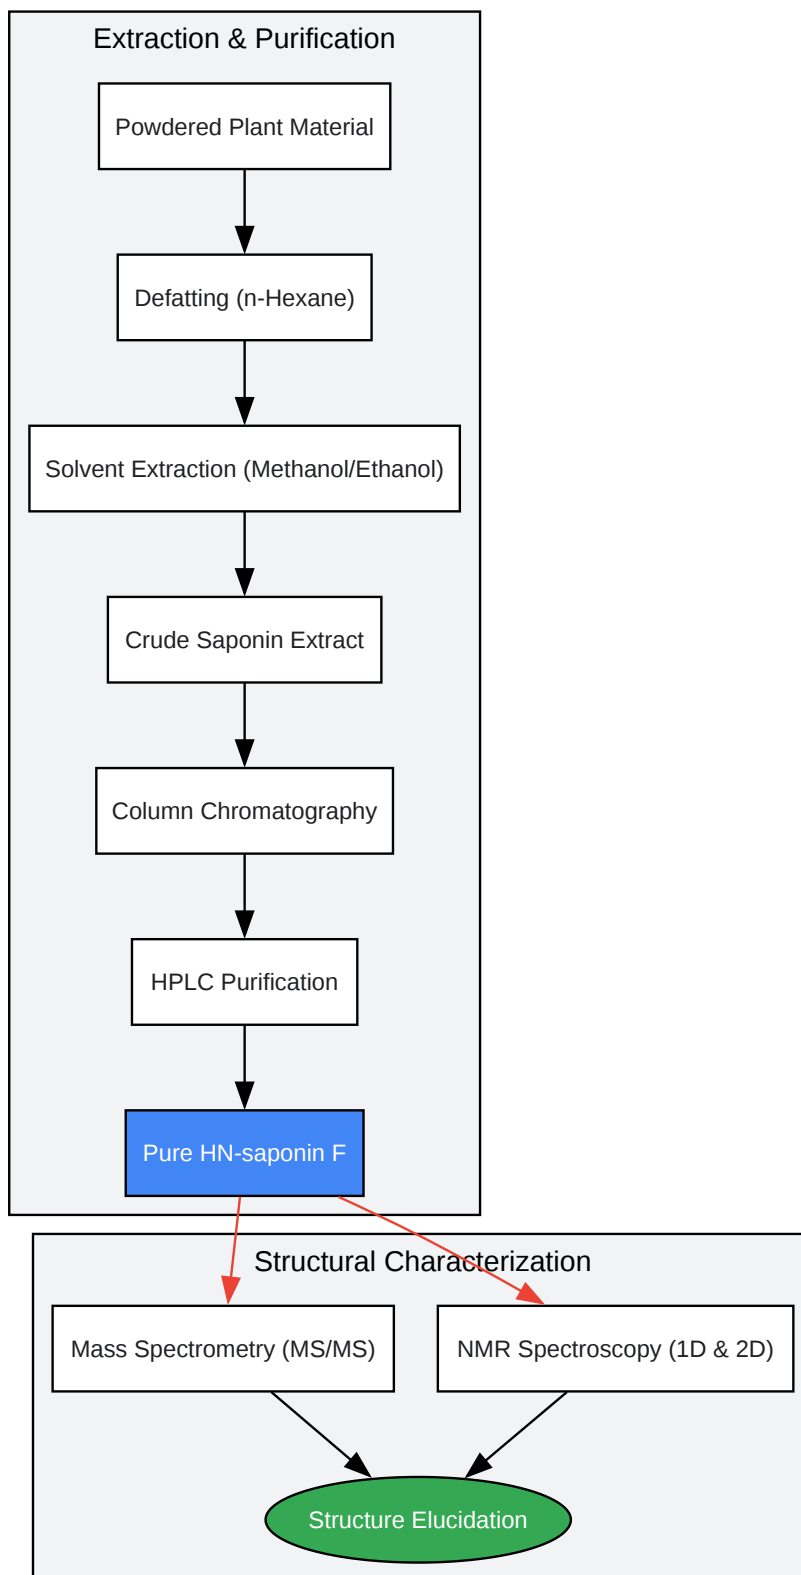 Extraction & Purification
Powdered Plant Material
Defatting (n-Hexane)
Solvent Extraction (Methanol/Ethanol)
Crude Saponin Extract
Column Chromatography
HPLC Purification
Pure HN-saponin F
Structural Characterization
Mass Spectrometry (MS/MS)
NMR Spectroscopy (1D & 2D)
Structure Elucidation